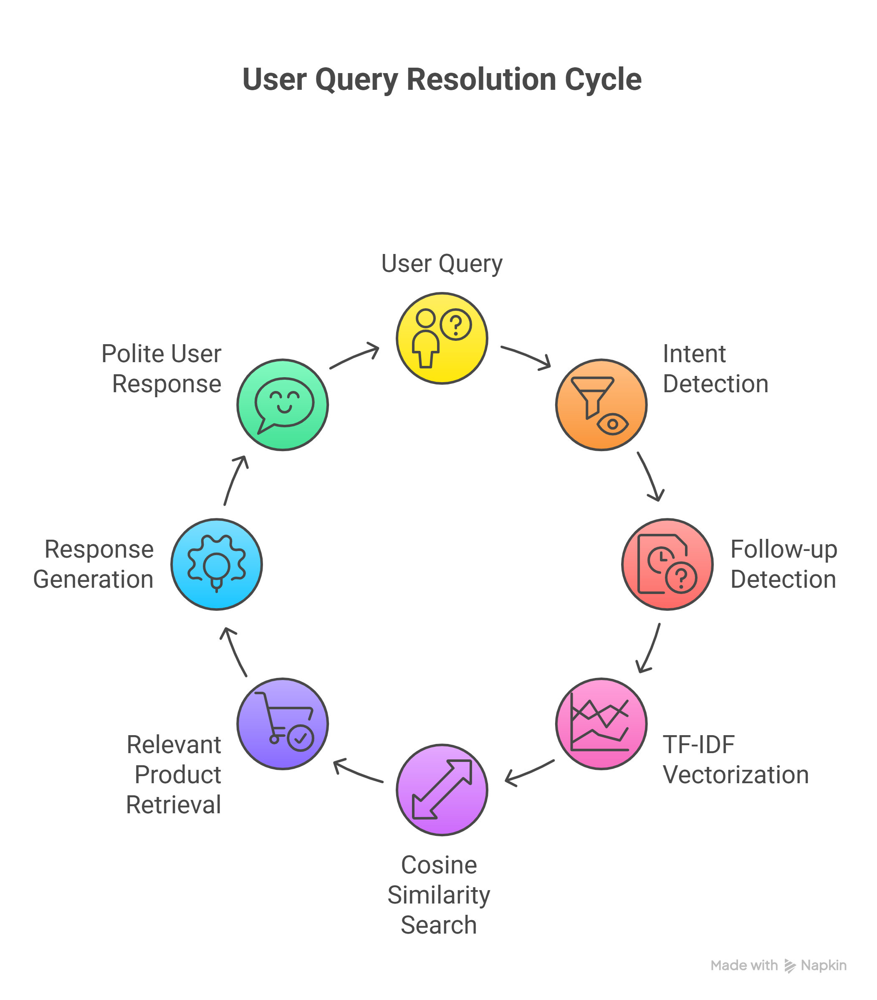 User Query Resolution Cycle
User Query
Intent
Detection
Follow-up
Detection
TF-IDF
Vectorization
Cosine
Similarity
Search
Relevant
Product
Retrieval
Response
Generation
Polite User
Response
Made with Napkin